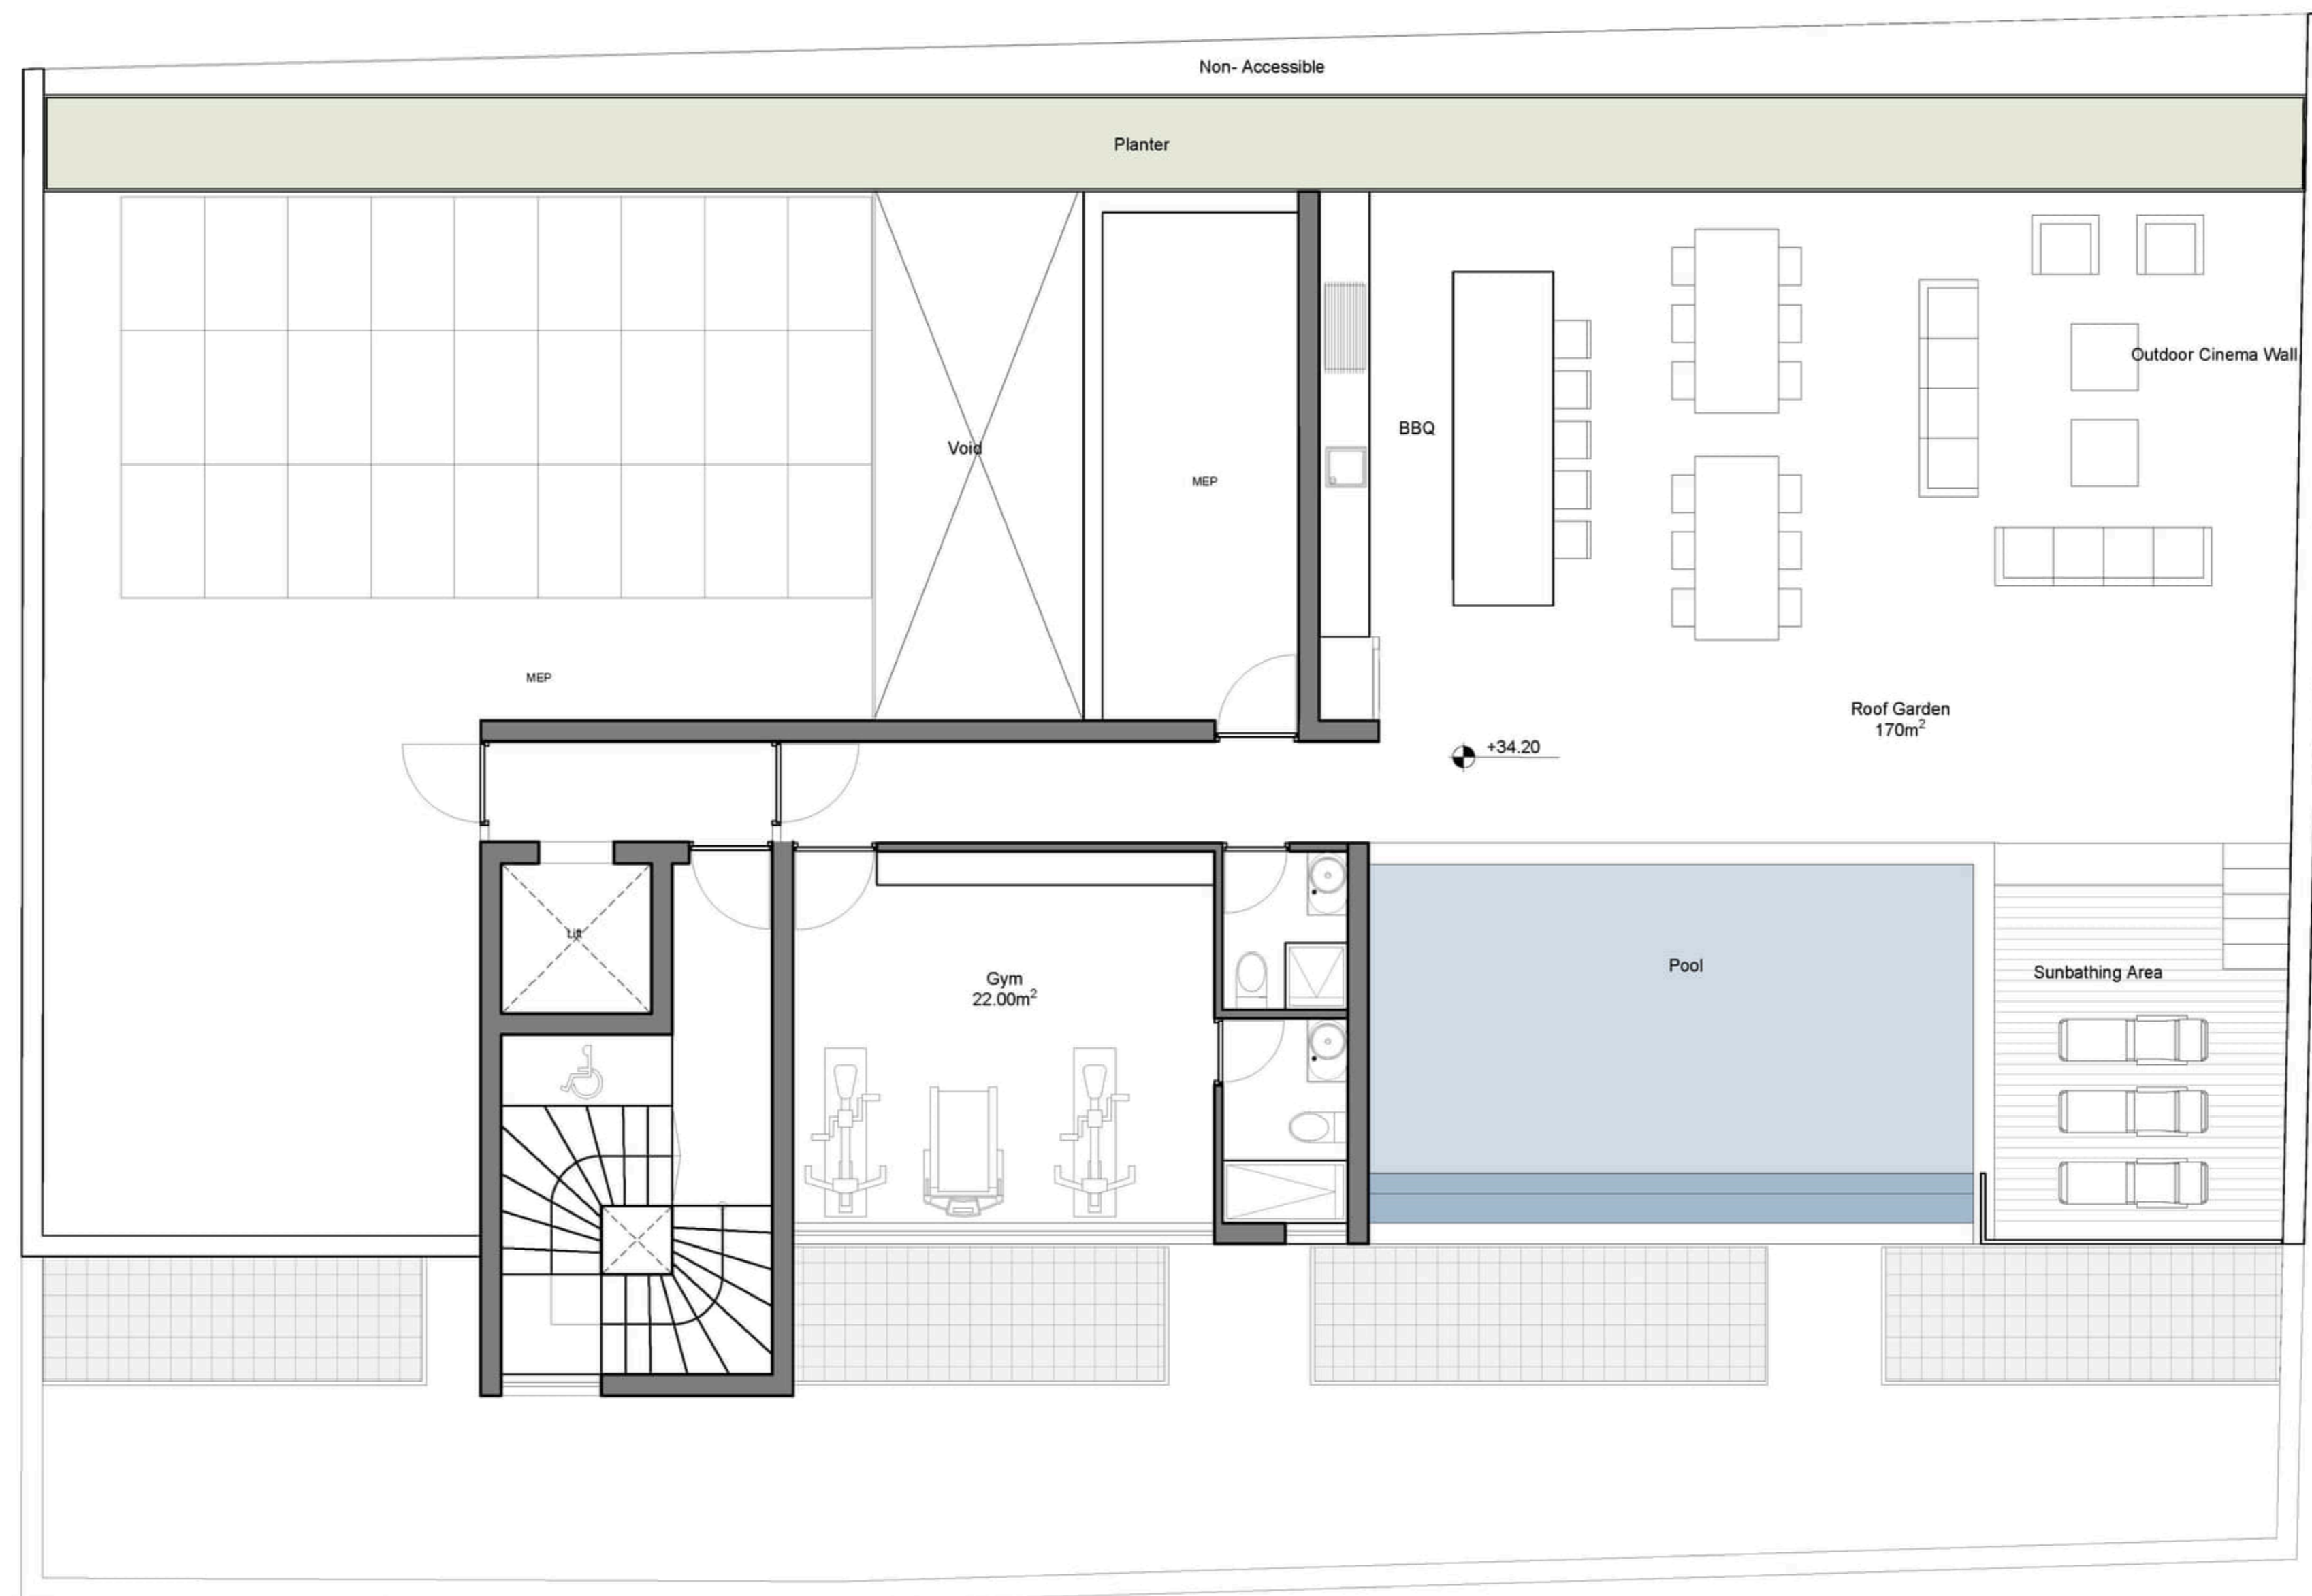 Non- Accessible
Planter
Outdoor Cinema Wall
BBQ
Void
MEP
MEP
Roof Garden
170m²
+34.20
Lift
Pool
Sunbathing Area
Gym
22.00m²